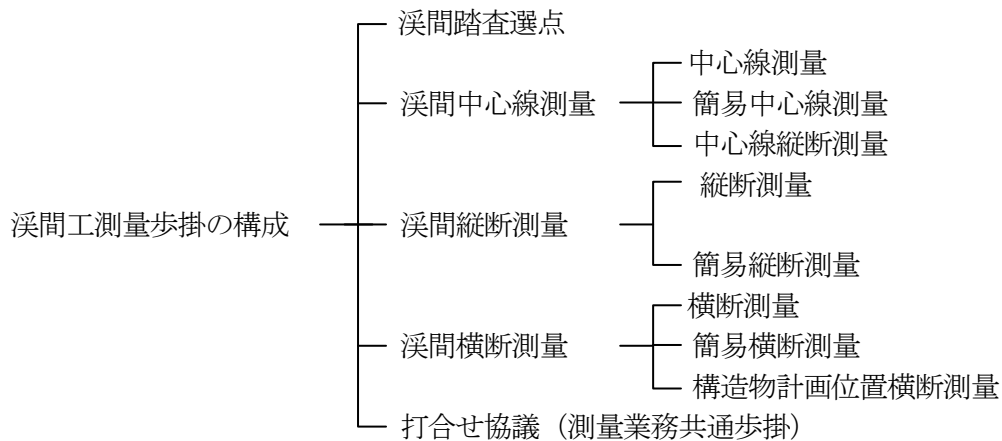 渓間工測量歩掛の構成
渓間踏査選点
渓間中心線測量
中心線測量
簡易中心線測量
中心線縦断測量
渓間縦断測量
縦断測量
簡易縦断測量
渓間横断測量
横断測量
簡易横断測量
構造物計画位置横断測量
打合せ協議（測量業務共通歩掛）